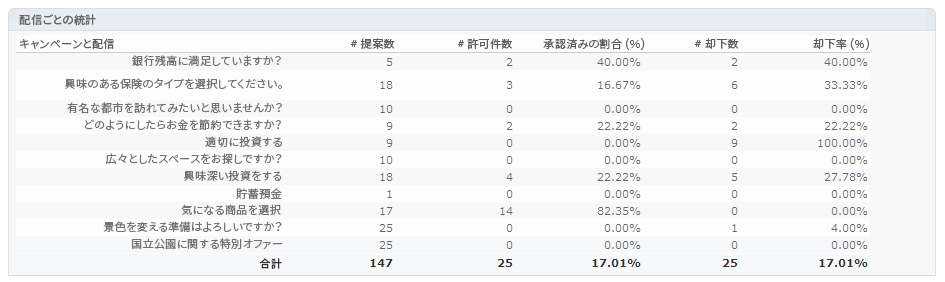 配信ごとの統計
キャンペーンと配信 # 提案数 # 許可件数 承認済みの割合 (%) # 却下数 却下率 (%)
銀行残高に満足していますか? 5 2 40.00% 2 40.00%
興味のある保険のタイプを選択してください。 18 3 16.67% 6 33.33%
有名な都市を訪れてみたいと思いませんか? 10 0 0.00% 0 0.00%
どのようにしたらお金を節約できますか? 9 2 22.22% 2 22.22%
適切に投資する 9 0 0.00% 9 100.00%
広々としたスペースをお探しですか? 10 0 0.00% 0 0.00%
興味深い投資をする 18 4 22.22% 5 27.78%
貯蓄預金 1 0 0.00% 0 0.00%
気になる商品を選択 17 14 82.35% 0 0.00%
景色を変える準備はよろしいですか? 25 0 0.00% 1 4.00%
国立公園に関する特別オファー 25 0 0.00% 0 0.00%
合計 147 25 17.01% 25 17.01%